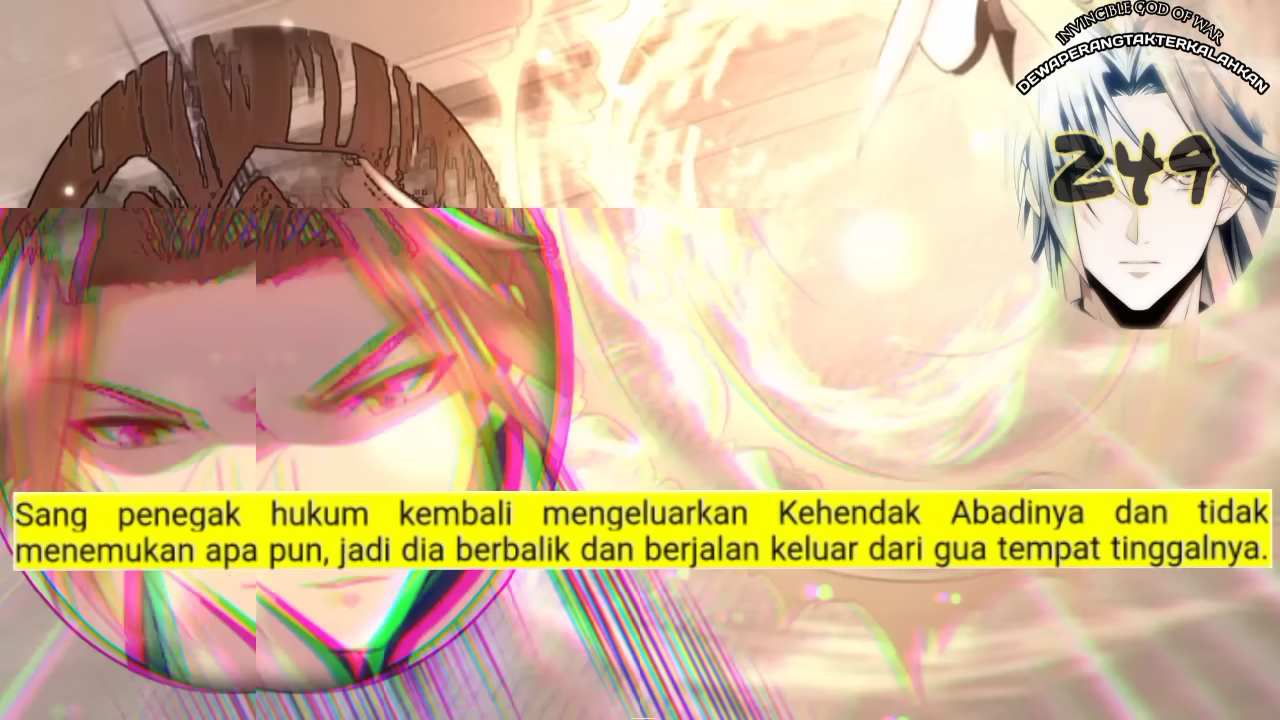 INVINCIBLE GOD OF WAR
DEWAPERANGTAKTERKALAHKAN
249
Sang penegak hukum kembali mengeluarkan Kehendak Abadinya dan tidak
menemukan apa pun, jadi dia berbalik dan berjalan keluar dari gua tempat tinggalnya.